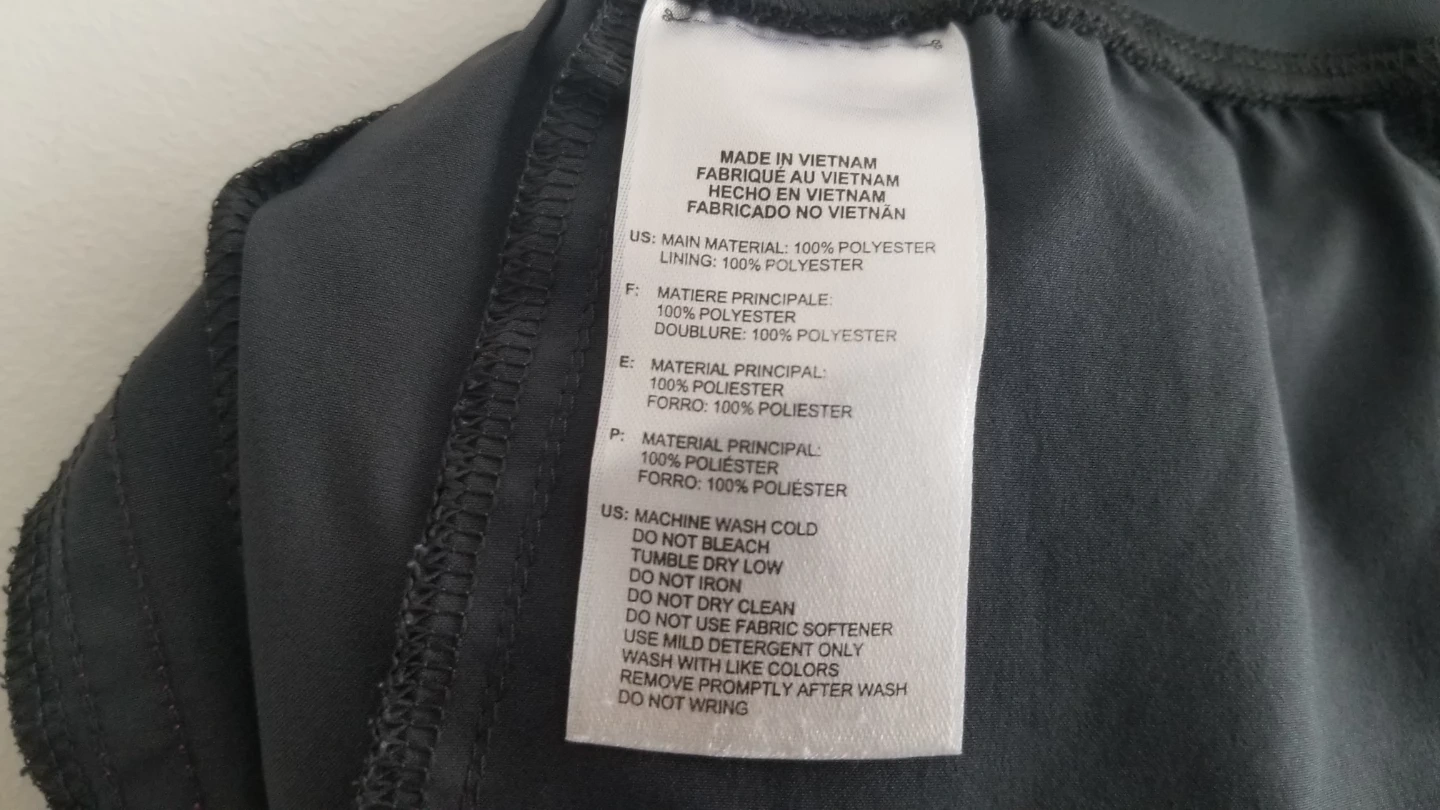 MADE IN VIETNAM
FABRIQUÉ AU VIETNAM
HECHO EN VIETNAM
FABRICADO NO VIETNÃN
US: MAIN MATERIAL: 100% POLYESTER
LINING: 100% POLYESTER
F: MATIERE PRINCIPALE:
100% POLYESTER
DOUBLURE: 100% POLYESTER
E: MATERIAL PRINCIPAL:
100% POLIESTER
FORRO: 100% POLIESTER
P: MATERIAL PRINCIPAL:
100% POLIÉSTER
FORRO: 100% POLIÉSTER
US: MACHINE WASH COLD
DO NOT BLEACH
TUMBLE DRY LOW
DO NOT IRON
DO NOT DRY CLEAN
DO NOT USE FABRIC SOFTENER
USE MILD DETERGENT ONLY
WASH WITH LIKE COLORS
REMOVE PROMPTLY AFTER WASH
DO NOT WRING